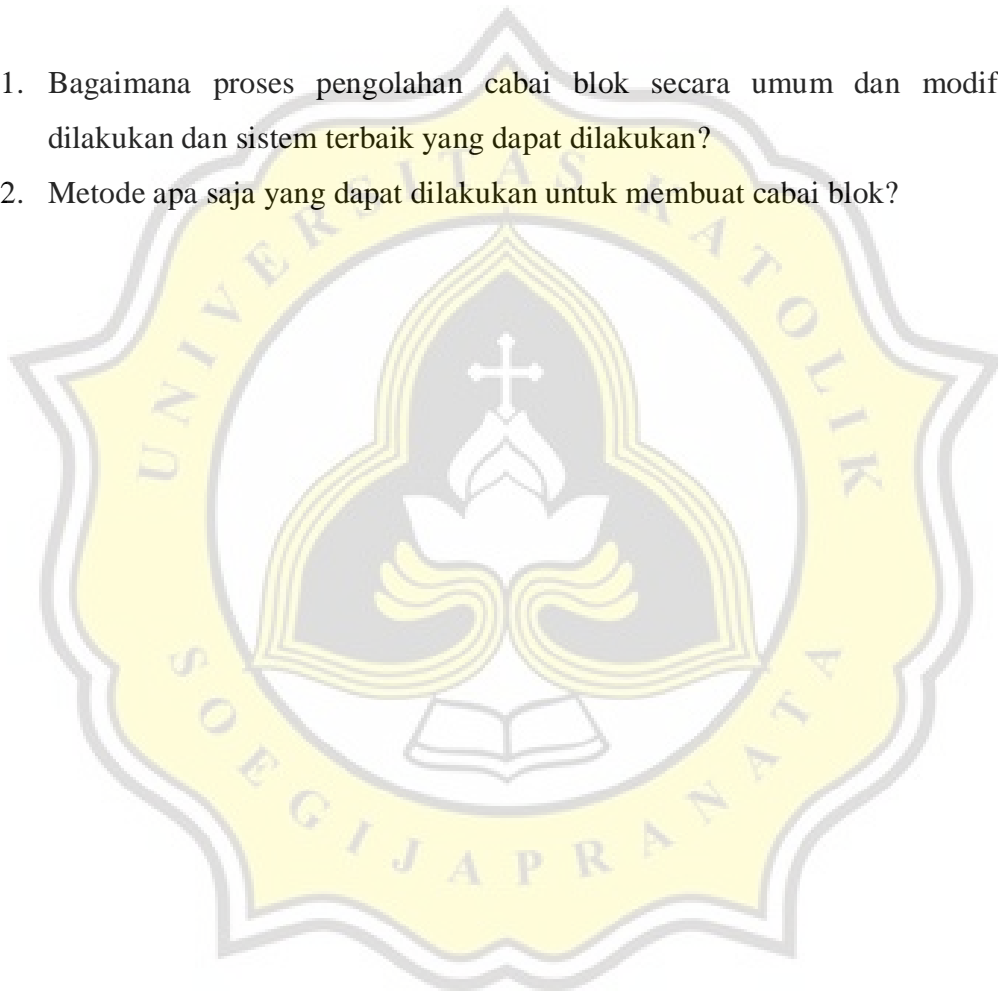 1. Bagaimana proses pengolahan cabai blok secara umum dan modif
dilakukan dan sistem terbaik yang dapat dilakukan?
2. Metode apa saja yang dapat dilakukan untuk membuat cabai blok?
UNIVERSITAS KATOLIK
SOEGIJAPRANATA